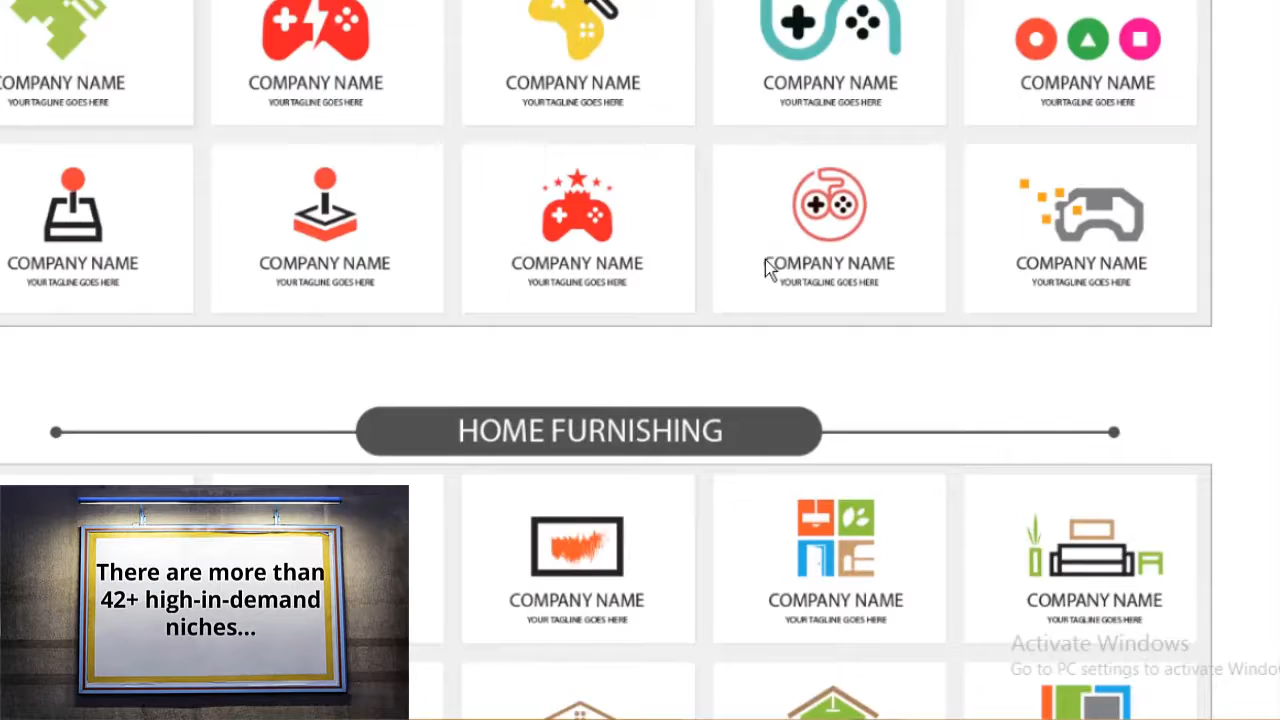 COMPANY NAME
YOUR TAGLINE GOES HERE
COMPANY NAME
YOUR TAGLINE GOES HERE
COMPANY NAME
YOUR TAGLINE GOES HERE
COMPANY NAME
YOUR TAGLINE GOES HERE
COMPANY NAME
YOUR TAGLINE GOES HERE
COMPANY NAME
YOUR TAGLINE GOES HERE
COMPANY NAME
YOUR TAGLINE GOES HERE
COMPANY NAME
YOUR TAGLINE GOES HERE
COMPANY NAME
YOUR TAGLINE GOES HERE
COMPANY NAME
YOUR TAGLINE GOES HERE
HOME FURNISHING
There are more than
42+ high-in-demand
niches...
COMPANY NAME
YOUR TAGLINE GOES HERE
COMPANY NAME
YOUR TAGLINE GOES HERE
COMPANY NAME
YOUR TAGLINE GOES HERE
Activate Windows
Go to PC settings to activate Windo